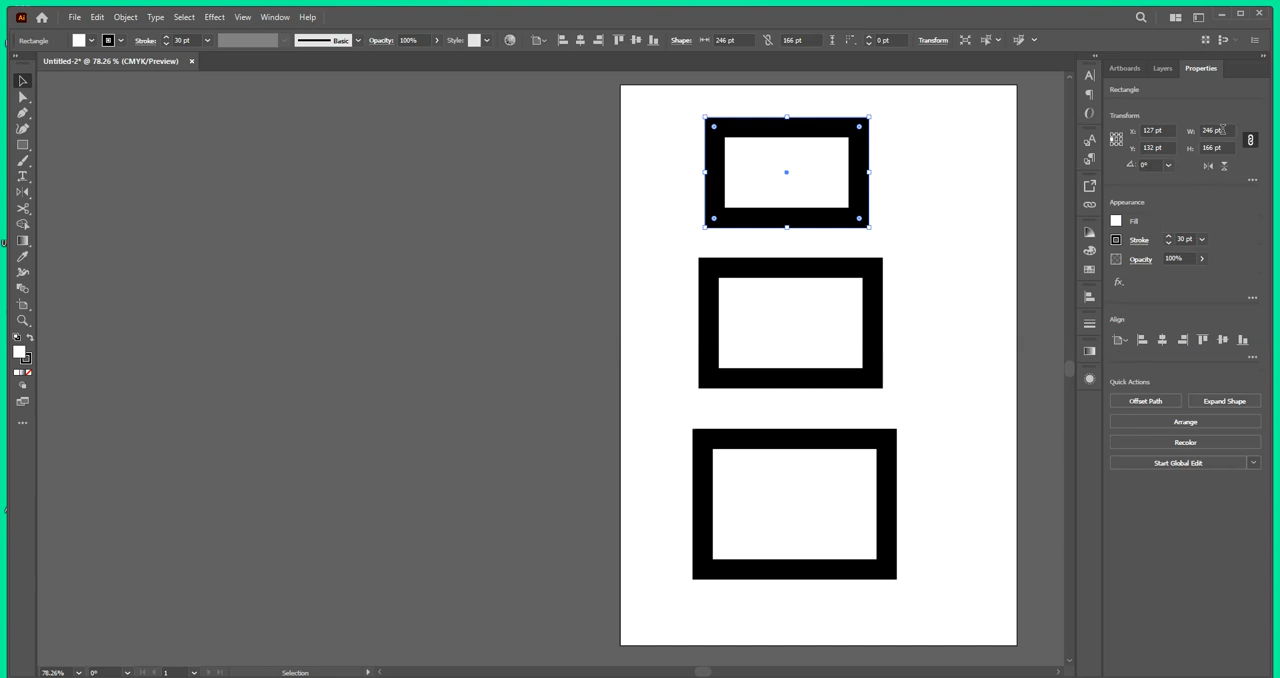 Ai File Edit Object Type Select Effect View Window Help
Rectangle Stroke: 30 pt Basic Opacity: 100% Style: Shape: 246 pt 166 pt 0 pt Transform
Untitled-2* @ 78.26 % (CMYK/Preview) ×
Artboards Layers Properties
Rectangle
Transform
X: 127 pt W: 246 pt
Y: 132 pt H: 166 pt
0°
Appearance
Fill
Stroke 30 pt
Opacity 100%
fx.
Align
Quick Actions
Offset Path Expand Shape
Arrange
Recolor
Start Global Edit
78.26% 0° 1 Selection